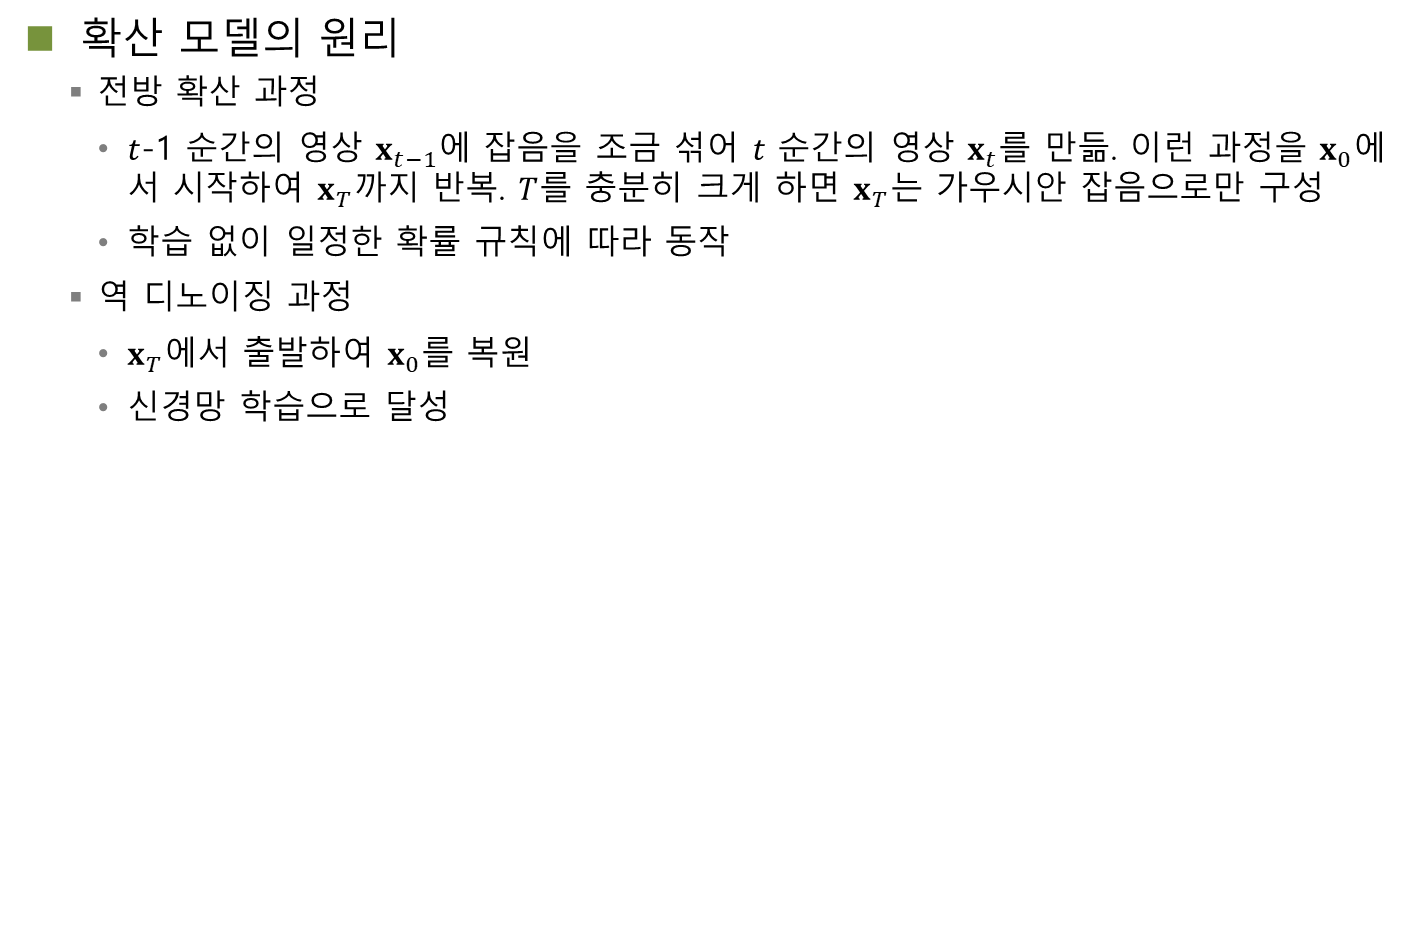 ■ 확산 모델의 원리
▪ 전방 확산 과정
• t-1 순간의 영상 x_{t−1}에 잡음을 조금 섞어 t 순간의 영상 x_t를 만듦. 이런 과정을 x_0에
서 시작하여 x_T까지 반복. T를 충분히 크게 하면 x_T는 가우시안 잡음으로만 구성
• 학습 없이 일정한 확률 규칙에 따라 동작
▪ 역 디노이징 과정
• x_T에서 출발하여 x_0를 복원
• 신경망 학습으로 달성